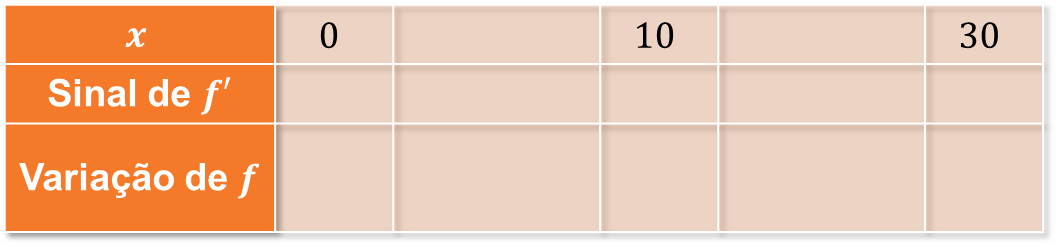 x 0 10 30
Sinal de f′
Variação de f